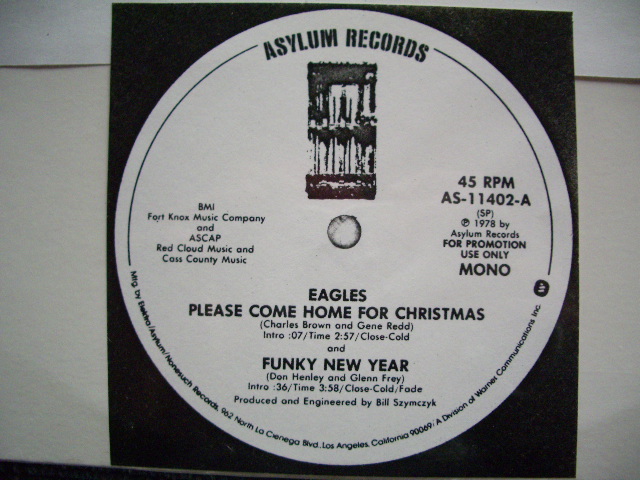 ASYLUM RECORDS
45 RPM
AS-11402-A
(SP)
℗ 1978 by
Asylum Records
FOR PROMOTION
USE ONLY
MONO
BMI
Fort Knox Music Company
and
ASCAP
Red Cloud Music and
Cass County Music
EAGLES
PLEASE COME HOME FOR CHRISTMAS
(Charles Brown and Gene Redd)
Intro :07/Time 2:57/Close-Cold
and
FUNKY NEW YEAR
(Don Henley and Glenn Frey)
Intro :36/Time 3:58/Close-Cold/Fade
Produced and Engineered by Bill Szymczyk
Mfg. by Elektra/Asylum/Nonesuch Records, 962 North La Cienega Blvd., Los Angeles, California 90069/A Division of Warner Communications Inc.